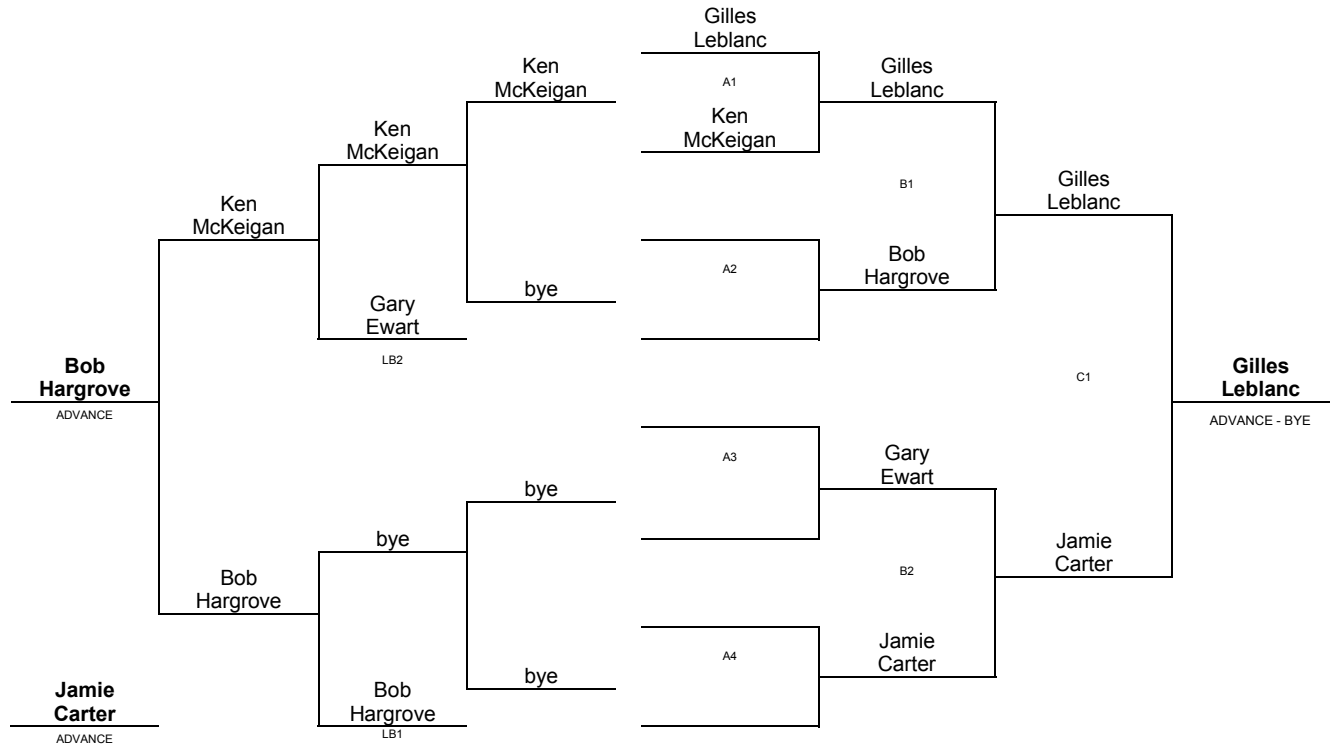 Gilles
Leblanc
Ken
McKeigan
A1
Gilles
Leblanc
Ken
McKeigan
Ken
McKeigan
Ken
McKeigan
B1
Gilles
Leblanc
A2
Bob
Hargrove
bye
Gary
Ewart
LB2
Bob
Hargrove
ADVANCE
C1
Gilles
Leblanc
ADVANCE - BYE
A3
Gary
Ewart
bye
bye
Jamie
Carter
B2
Bob
Hargrove
A4
Jamie
Carter
bye
Bob
Hargrove
LB1
Jamie
Carter
ADVANCE